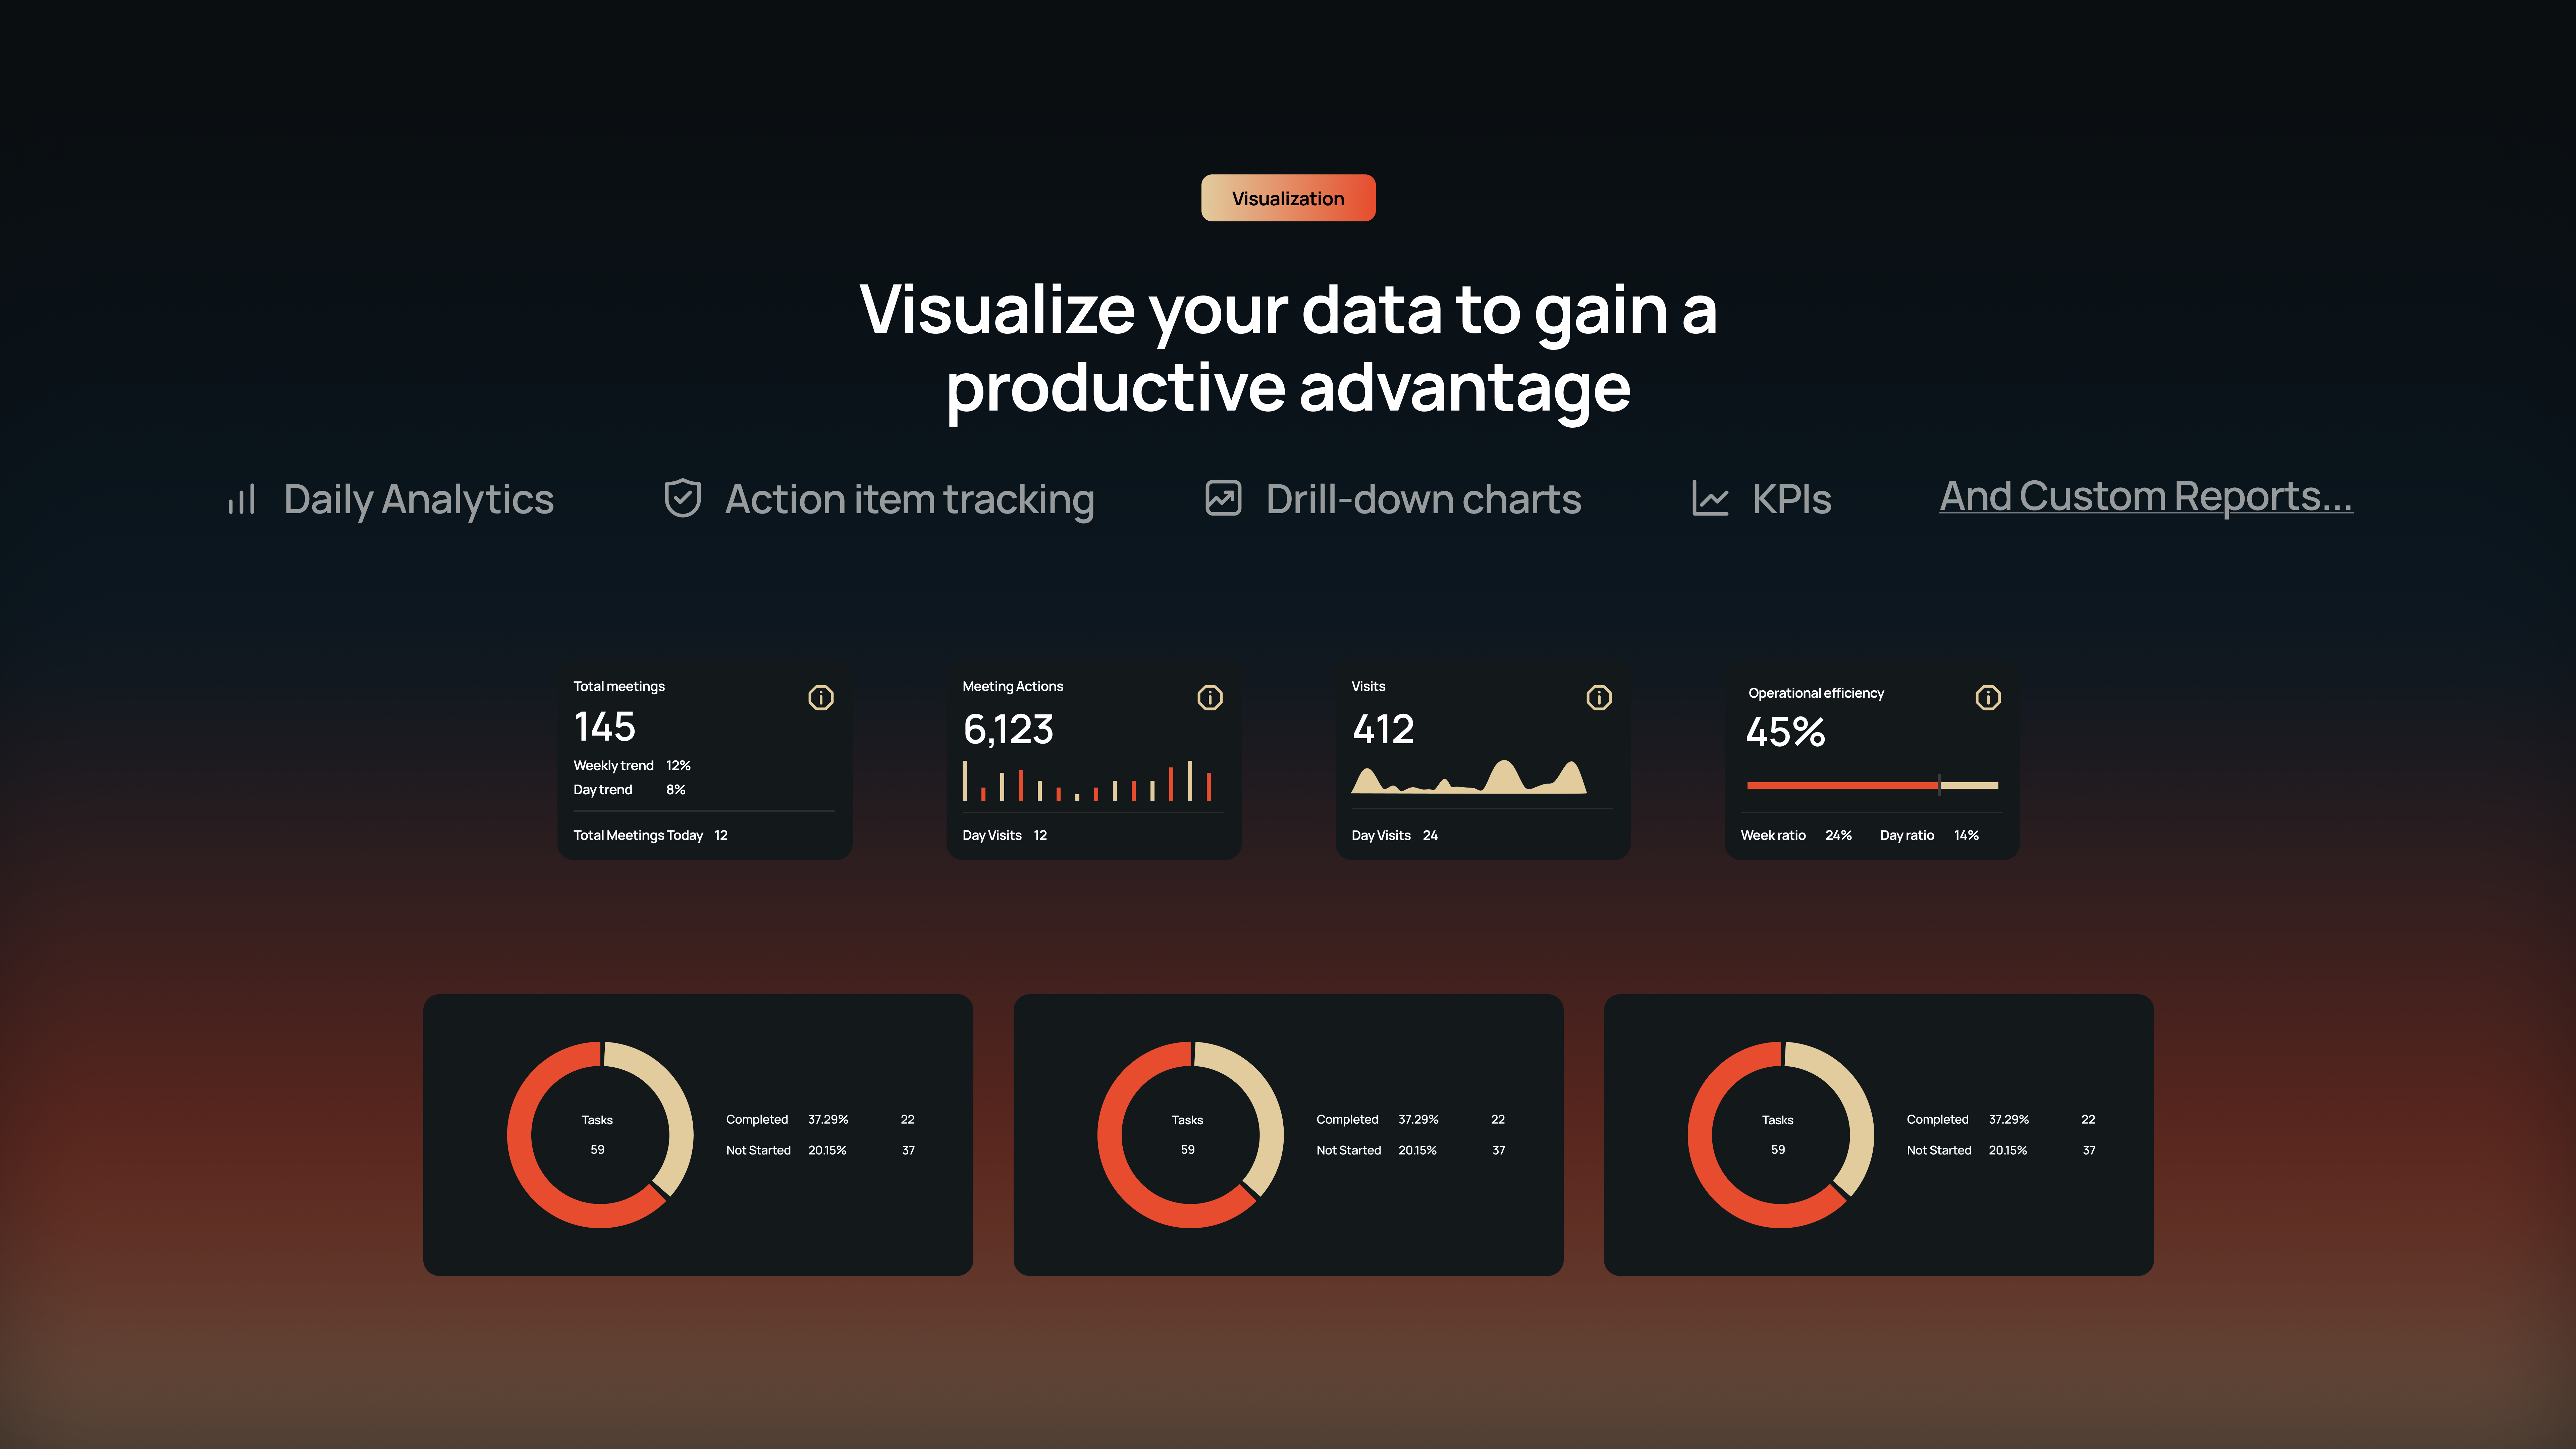 Visualization
Visualize your data to gain a
productive advantage
Daily Analytics
Action item tracking
Drill-down charts
KPIs
And Custom Reports...
Total meetings
145
Weekly trend 12%
Day trend 8%
Total Meetings Today 12
Meeting Actions
6,123
Day Visits 12
Visits
412
Day Visits 24
Operational efficiency
45%
Week ratio 24% Day ratio 14%
Tasks
59
Completed 37.29% 22
Not Started 20.15% 37
Tasks
59
Completed 37.29% 22
Not Started 20.15% 37
Tasks
59
Completed 37.29% 22
Not Started 20.15% 37